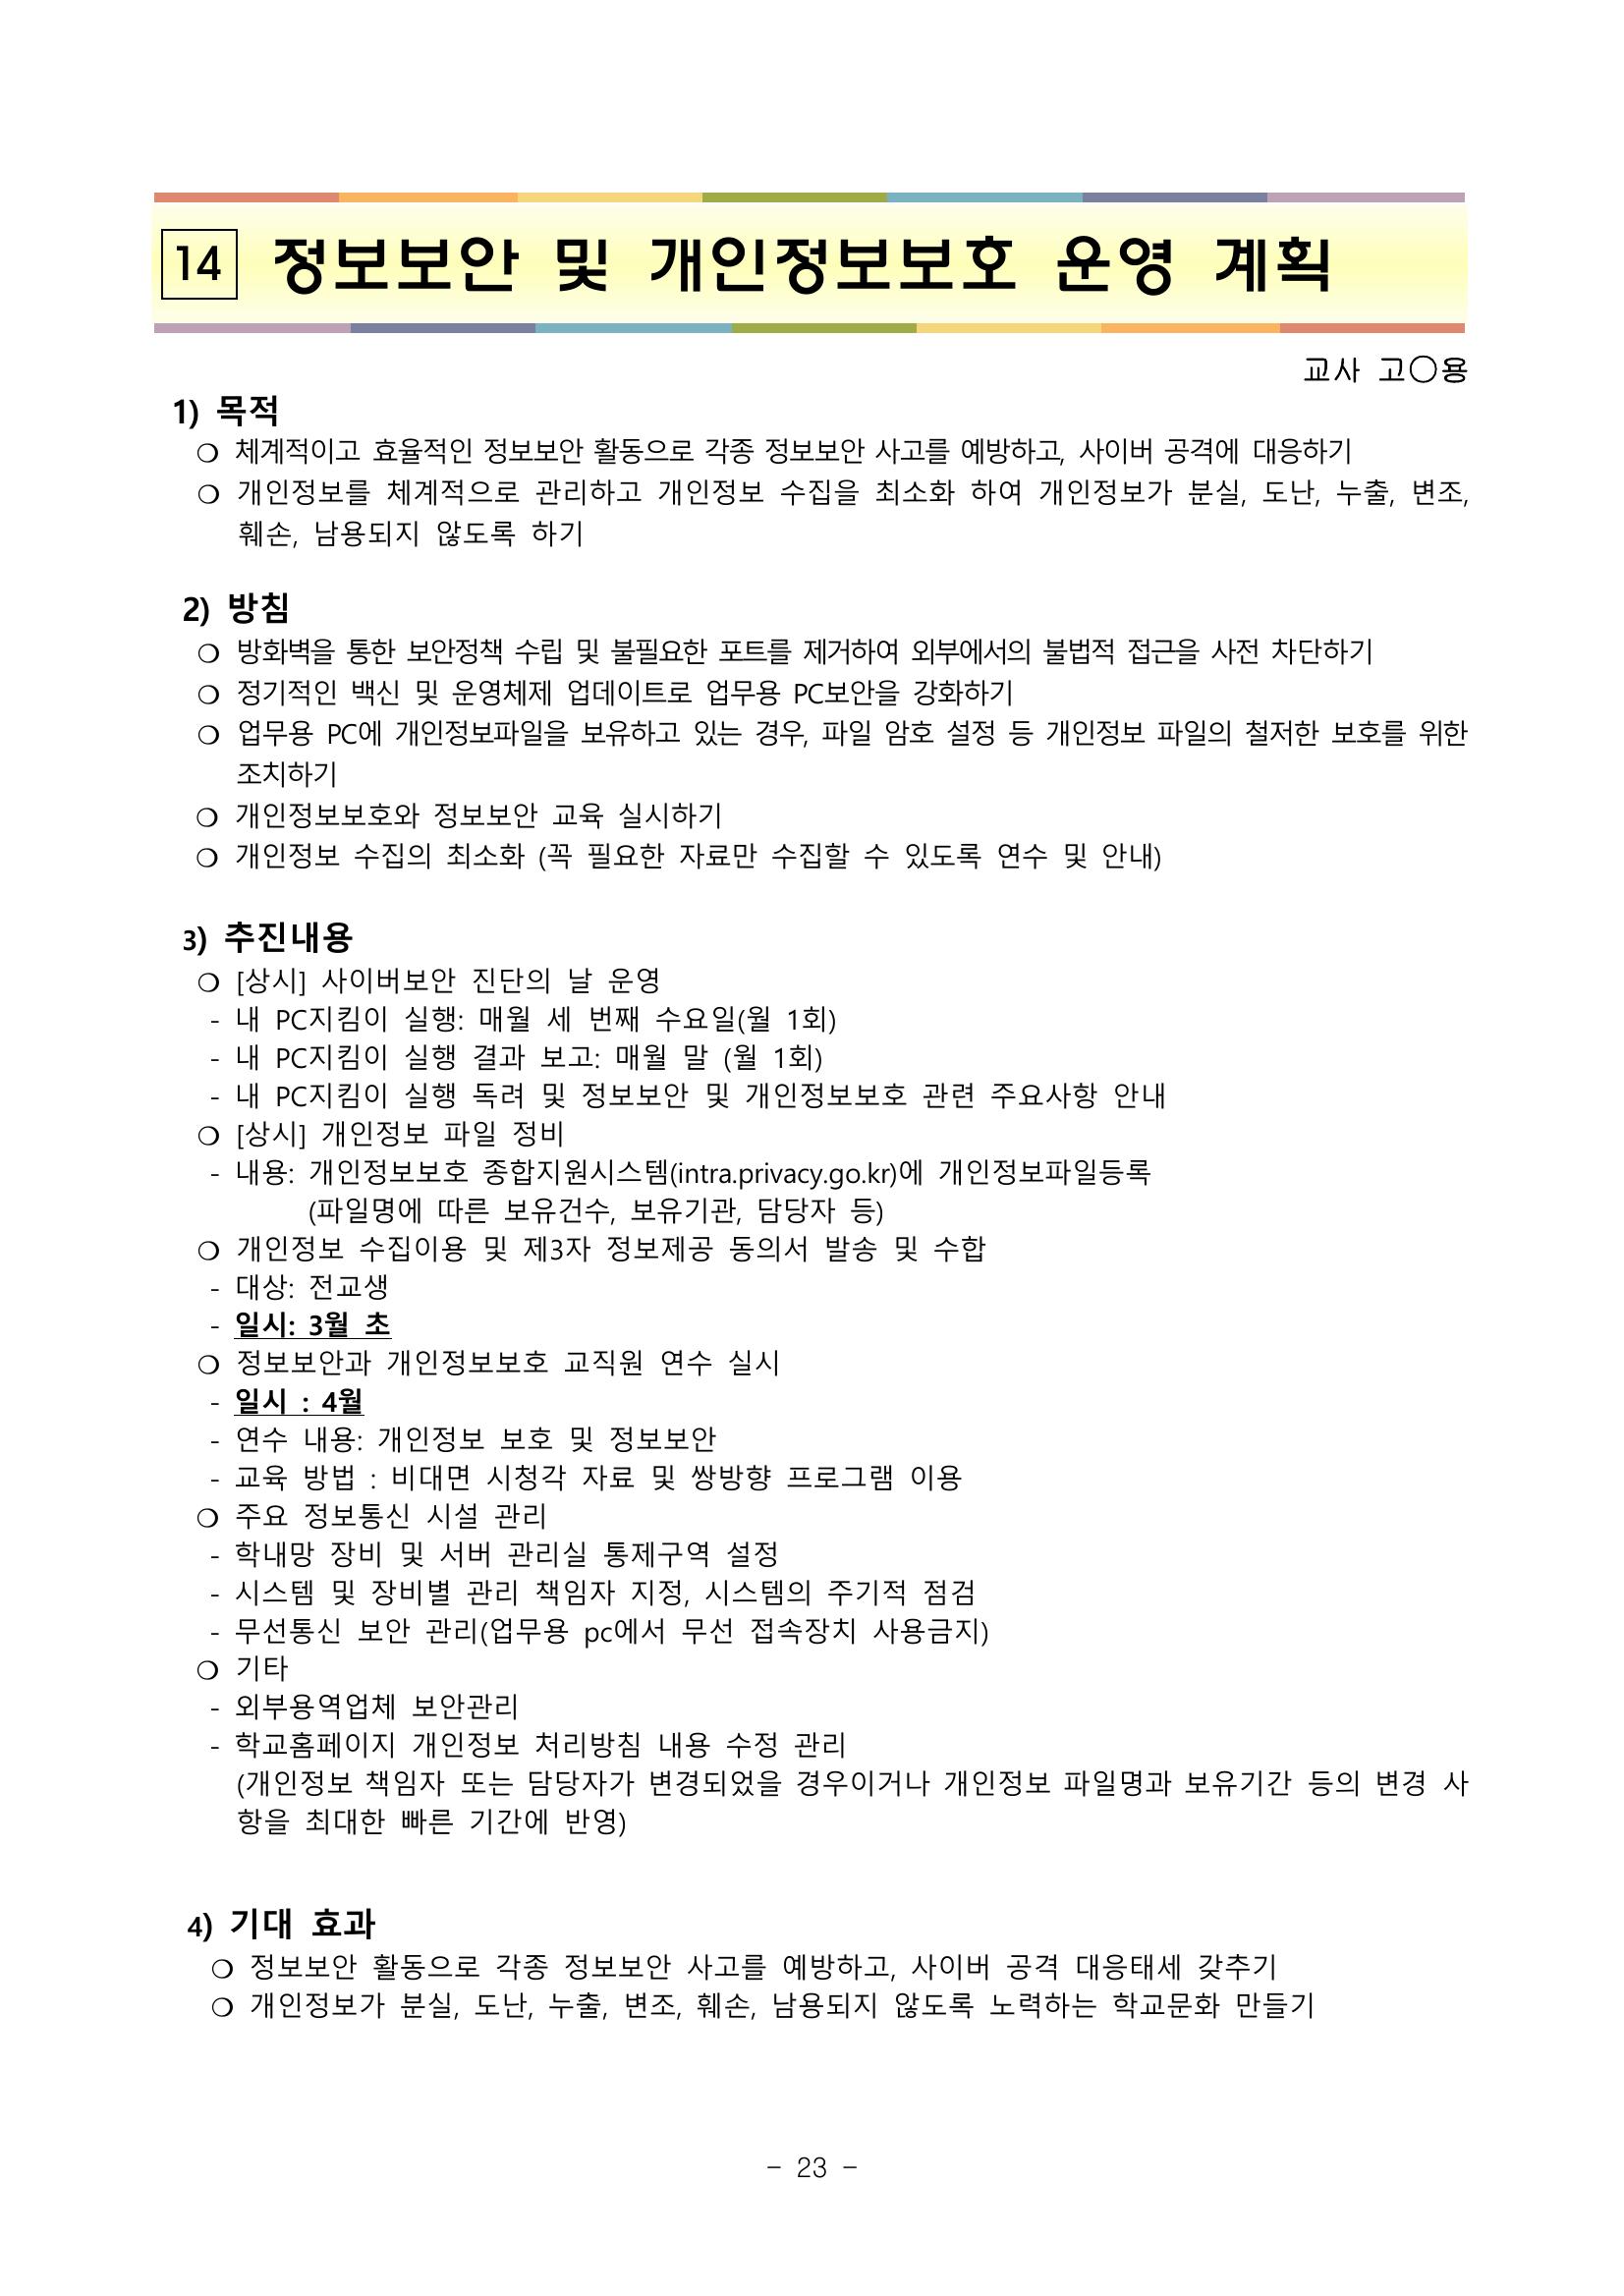 14 정보보안 및 개인정보보호 운영 계획
교사 고○용
1) 목적
❍ 체계적이고 효율적인 정보보안 활동으로 각종 정보보안 사고를 예방하고, 사이버 공격에 대응하기
❍ 개인정보를 체계적으로 관리하고 개인정보 수집을 최소화 하여 개인정보가 분실, 도난, 누출, 변조,
훼손, 남용되지 않도록 하기
2) 방침
❍ 방화벽을 통한 보안정책 수립 및 불필요한 포트를 제거하여 외부에서의 불법적 접근을 사전 차단하기
❍ 정기적인 백신 및 운영체제 업데이트로 업무용 PC보안을 강화하기
❍ 업무용 PC에 개인정보파일을 보유하고 있는 경우, 파일 암호 설정 등 개인정보 파일의 철저한 보호를 위한
조치하기
❍ 개인정보보호와 정보보안 교육 실시하기
❍ 개인정보 수집의 최소화 (꼭 필요한 자료만 수집할 수 있도록 연수 및 안내)
3) 추진내용
❍ [상시] 사이버보안 진단의 날 운영
- 내 PC지킴이 실행: 매월 세 번째 수요일(월 1회)
- 내 PC지킴이 실행 결과 보고: 매월 말 (월 1회)
- 내 PC지킴이 실행 독려 및 정보보안 및 개인정보보호 관련 주요사항 안내
❍ [상시] 개인정보 파일 정비
- 내용: 개인정보보호 종합지원시스템(intra.privacy.go.kr)에 개인정보파일등록
(파일명에 따른 보유건수, 보유기관, 담당자 등)
❍ 개인정보 수집이용 및 제3자 정보제공 동의서 발송 및 수합
- 대상: 전교생
- 일시: 3월 초
❍ 정보보안과 개인정보보호 교직원 연수 실시
- 일시 : 4월
- 연수 내용: 개인정보 보호 및 정보보안
- 교육 방법 : 비대면 시청각 자료 및 쌍방향 프로그램 이용
❍ 주요 정보통신 시설 관리
- 학내망 장비 및 서버 관리실 통제구역 설정
- 시스템 및 장비별 관리 책임자 지정, 시스템의 주기적 점검
- 무선통신 보안 관리(업무용 pc에서 무선 접속장치 사용금지)
❍ 기타
- 외부용역업체 보안관리
- 학교홈페이지 개인정보 처리방침 내용 수정 관리
(개인정보 책임자 또는 담당자가 변경되었을 경우이거나 개인정보 파일명과 보유기간 등의 변경 사
항을 최대한 빠른 기간에 반영)
4) 기대 효과
❍ 정보보안 활동으로 각종 정보보안 사고를 예방하고, 사이버 공격 대응태세 갖추기
❍ 개인정보가 분실, 도난, 누출, 변조, 훼손, 남용되지 않도록 노력하는 학교문화 만들기
- 23 -